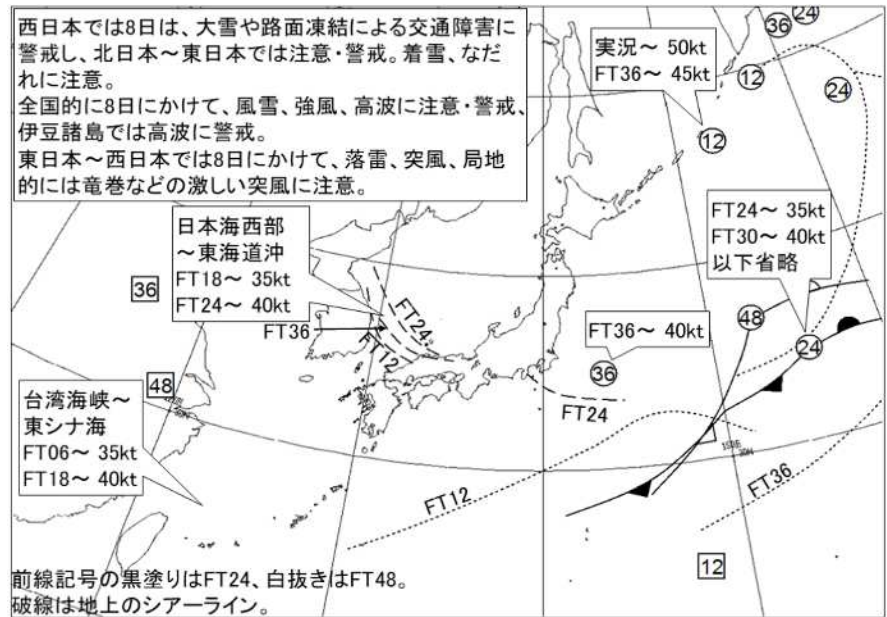 西日本では8日は、大雪や路面凍結による交通障害に
警戒し、北日本～東日本では注意・警戒。着雪、なだ
れに注意。
全国的に8日にかけて、風雪、強風、高波に注意・警戒、
伊豆諸島では高波に警戒。
東日本～西日本では8日にかけて、落雷、突風、局地
的には竜巻などの激しい突風に注意。
36
24
実況～ 50kt
FT36～ 45kt
12
24
12
日本海西部
～東海道沖
FT18～ 35kt
FT24～ 40kt
FT24～ 35kt
FT30～ 40kt
以下省略
36
FT24
FT36
FT12
48
FT36～ 40kt
24
36
48
FT24
台湾海峡～
東シナ海
FT06～ 35kt
FT18～ 40kt
FT12
FT36
12
前線記号の黒塗りはFT24、白抜きはFT48。
破線は地上のシアーライン。